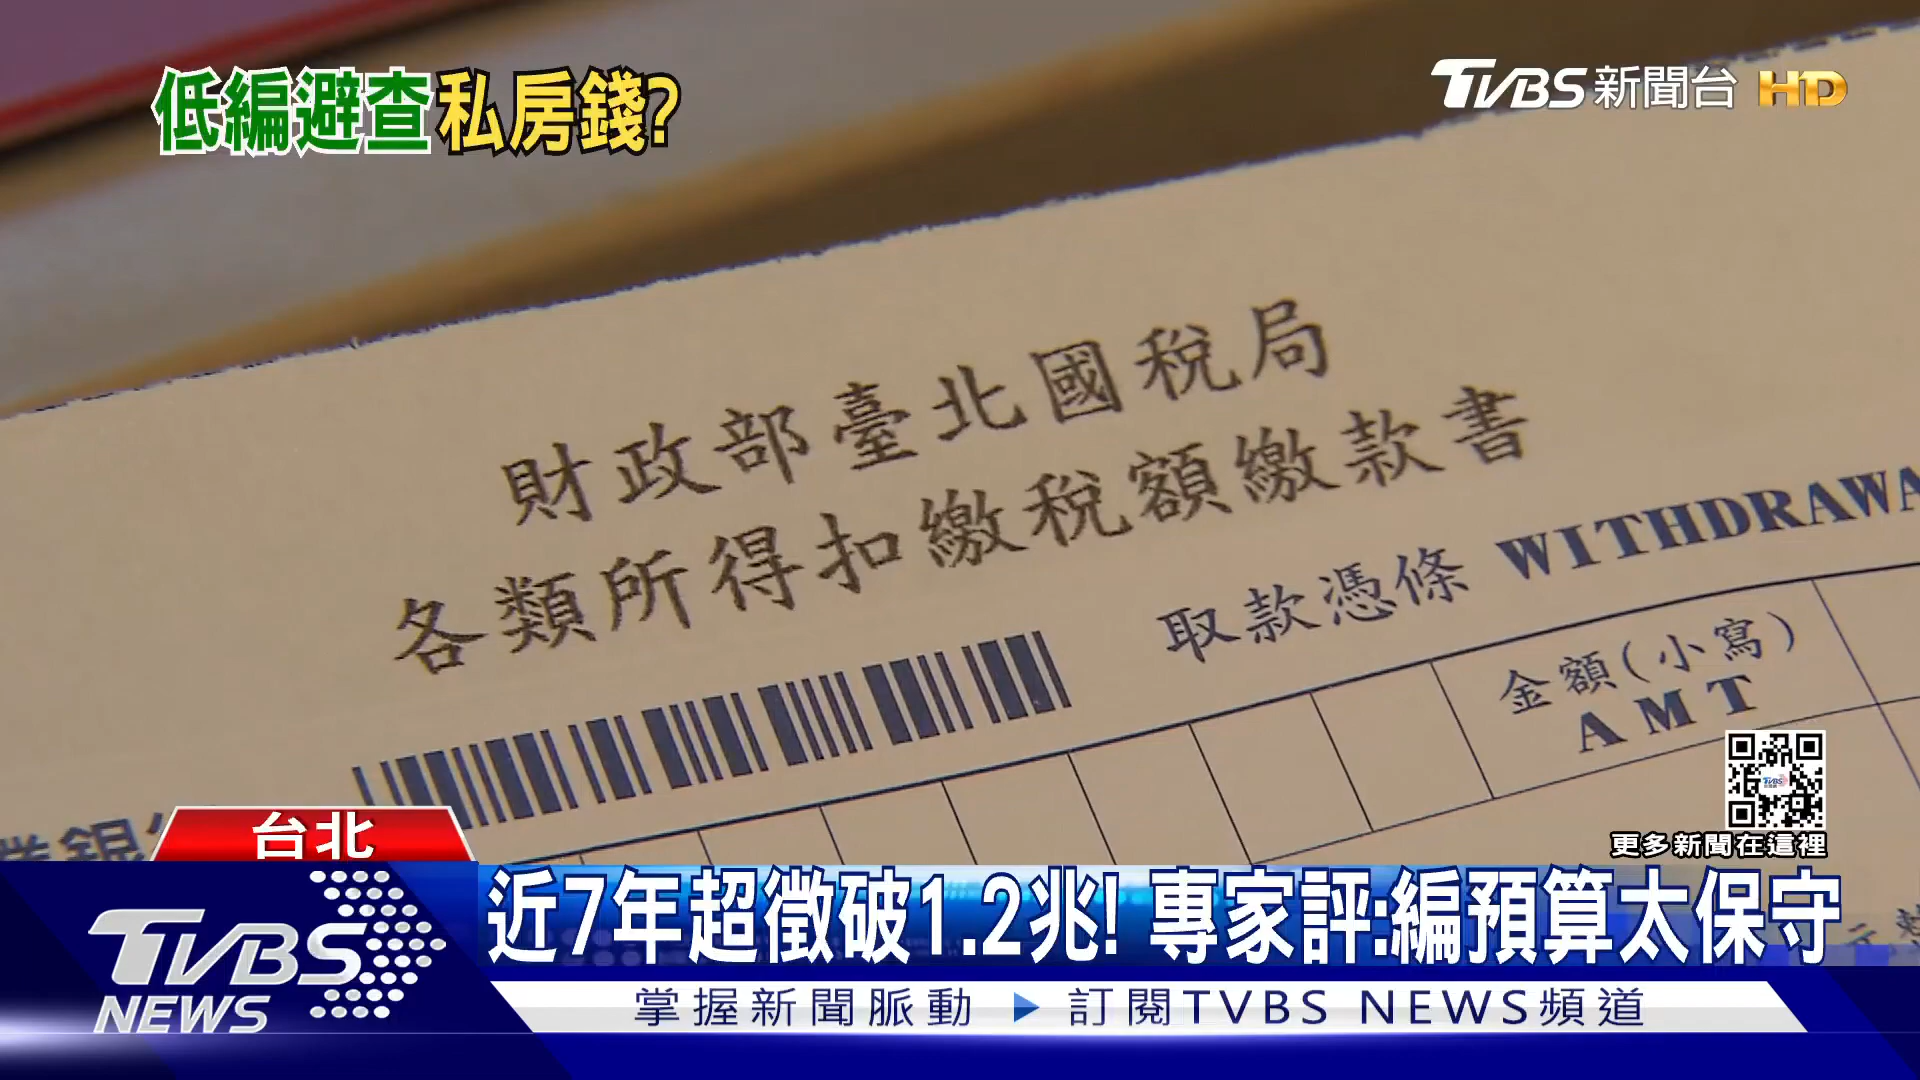 低編避查私房錢?
TVBS新聞台 HD
財政部臺北國稅局
各類所得扣繳稅額繳款書
取款憑條 WITHDRAWA
金額(小寫)
AMT
TVBS
更多新聞在這裡
台北
近7年超徵破1.2兆! 專家評:編預算太保守
TVBS
NEWS
掌握新聞脈動 ▶ 訂閱TVBS NEWS頻道